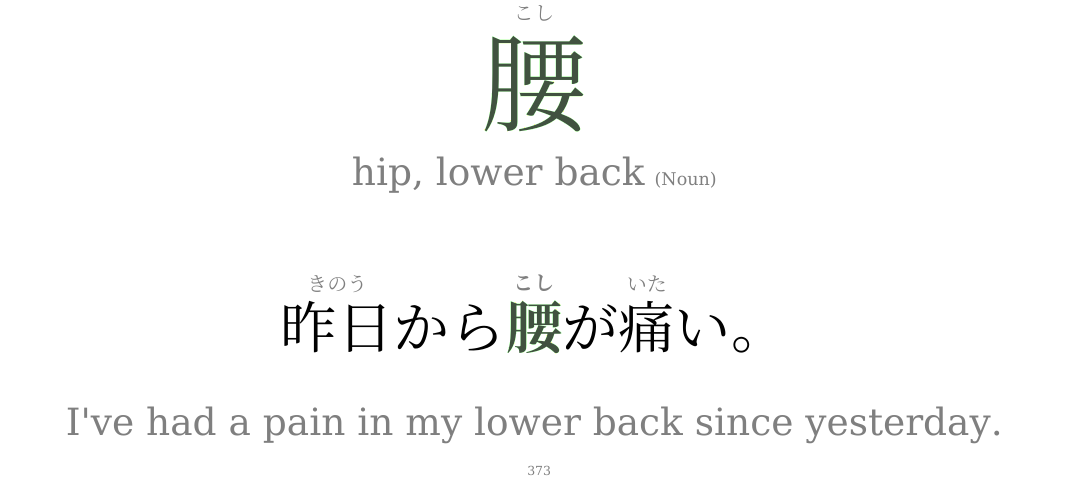 こし
腰
hip, lower back (Noun)
きのう こし いた
昨日から腰が痛い。
I've had a pain in my lower back since yesterday.
373